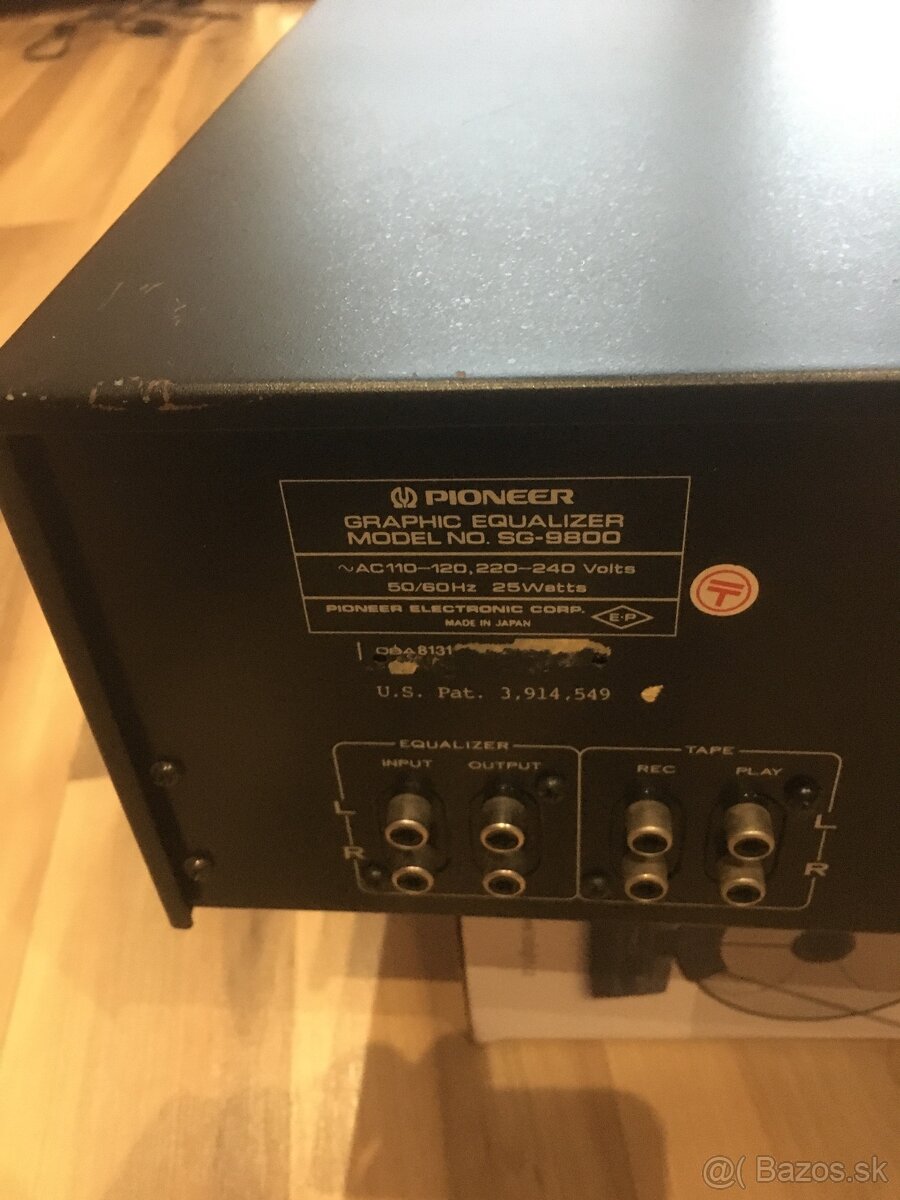 PIONEER
GRAPHIC EQUALIZER
MODEL NO. SG-9800
~AC110-120, 220-240 Volts
50/60Hz 25Watts
PIONEER ELECTRONIC CORP.
MADE IN JAPAN
E·P
8131
U.S. Pat. 3,914,549
EQUALIZER
TAPE
INPUT OUTPUT
REC PLAY
L
L
R
R
@( Bazos.sk